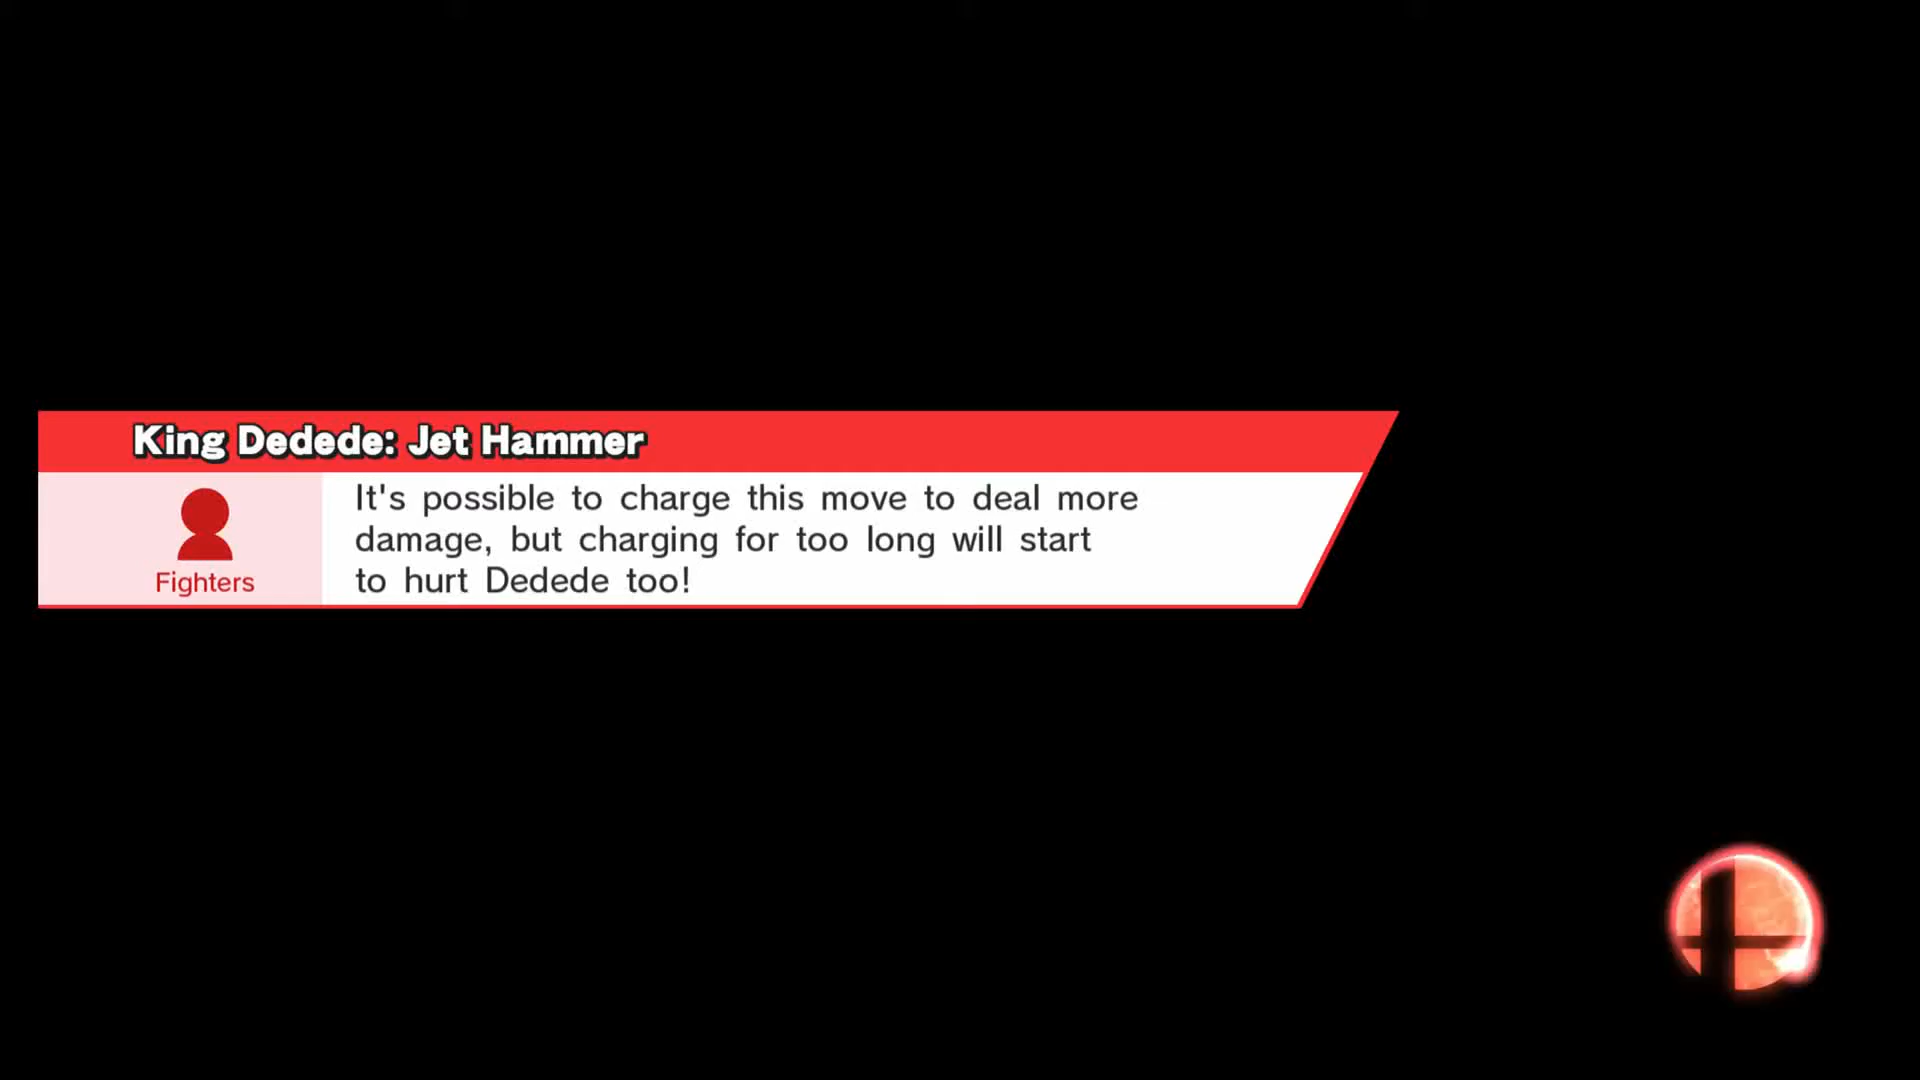 King Dedede: Jet Hammer
It's possible to charge this move to deal more
damage, but charging for too long will start
to hurt Dedede too!
Fighters